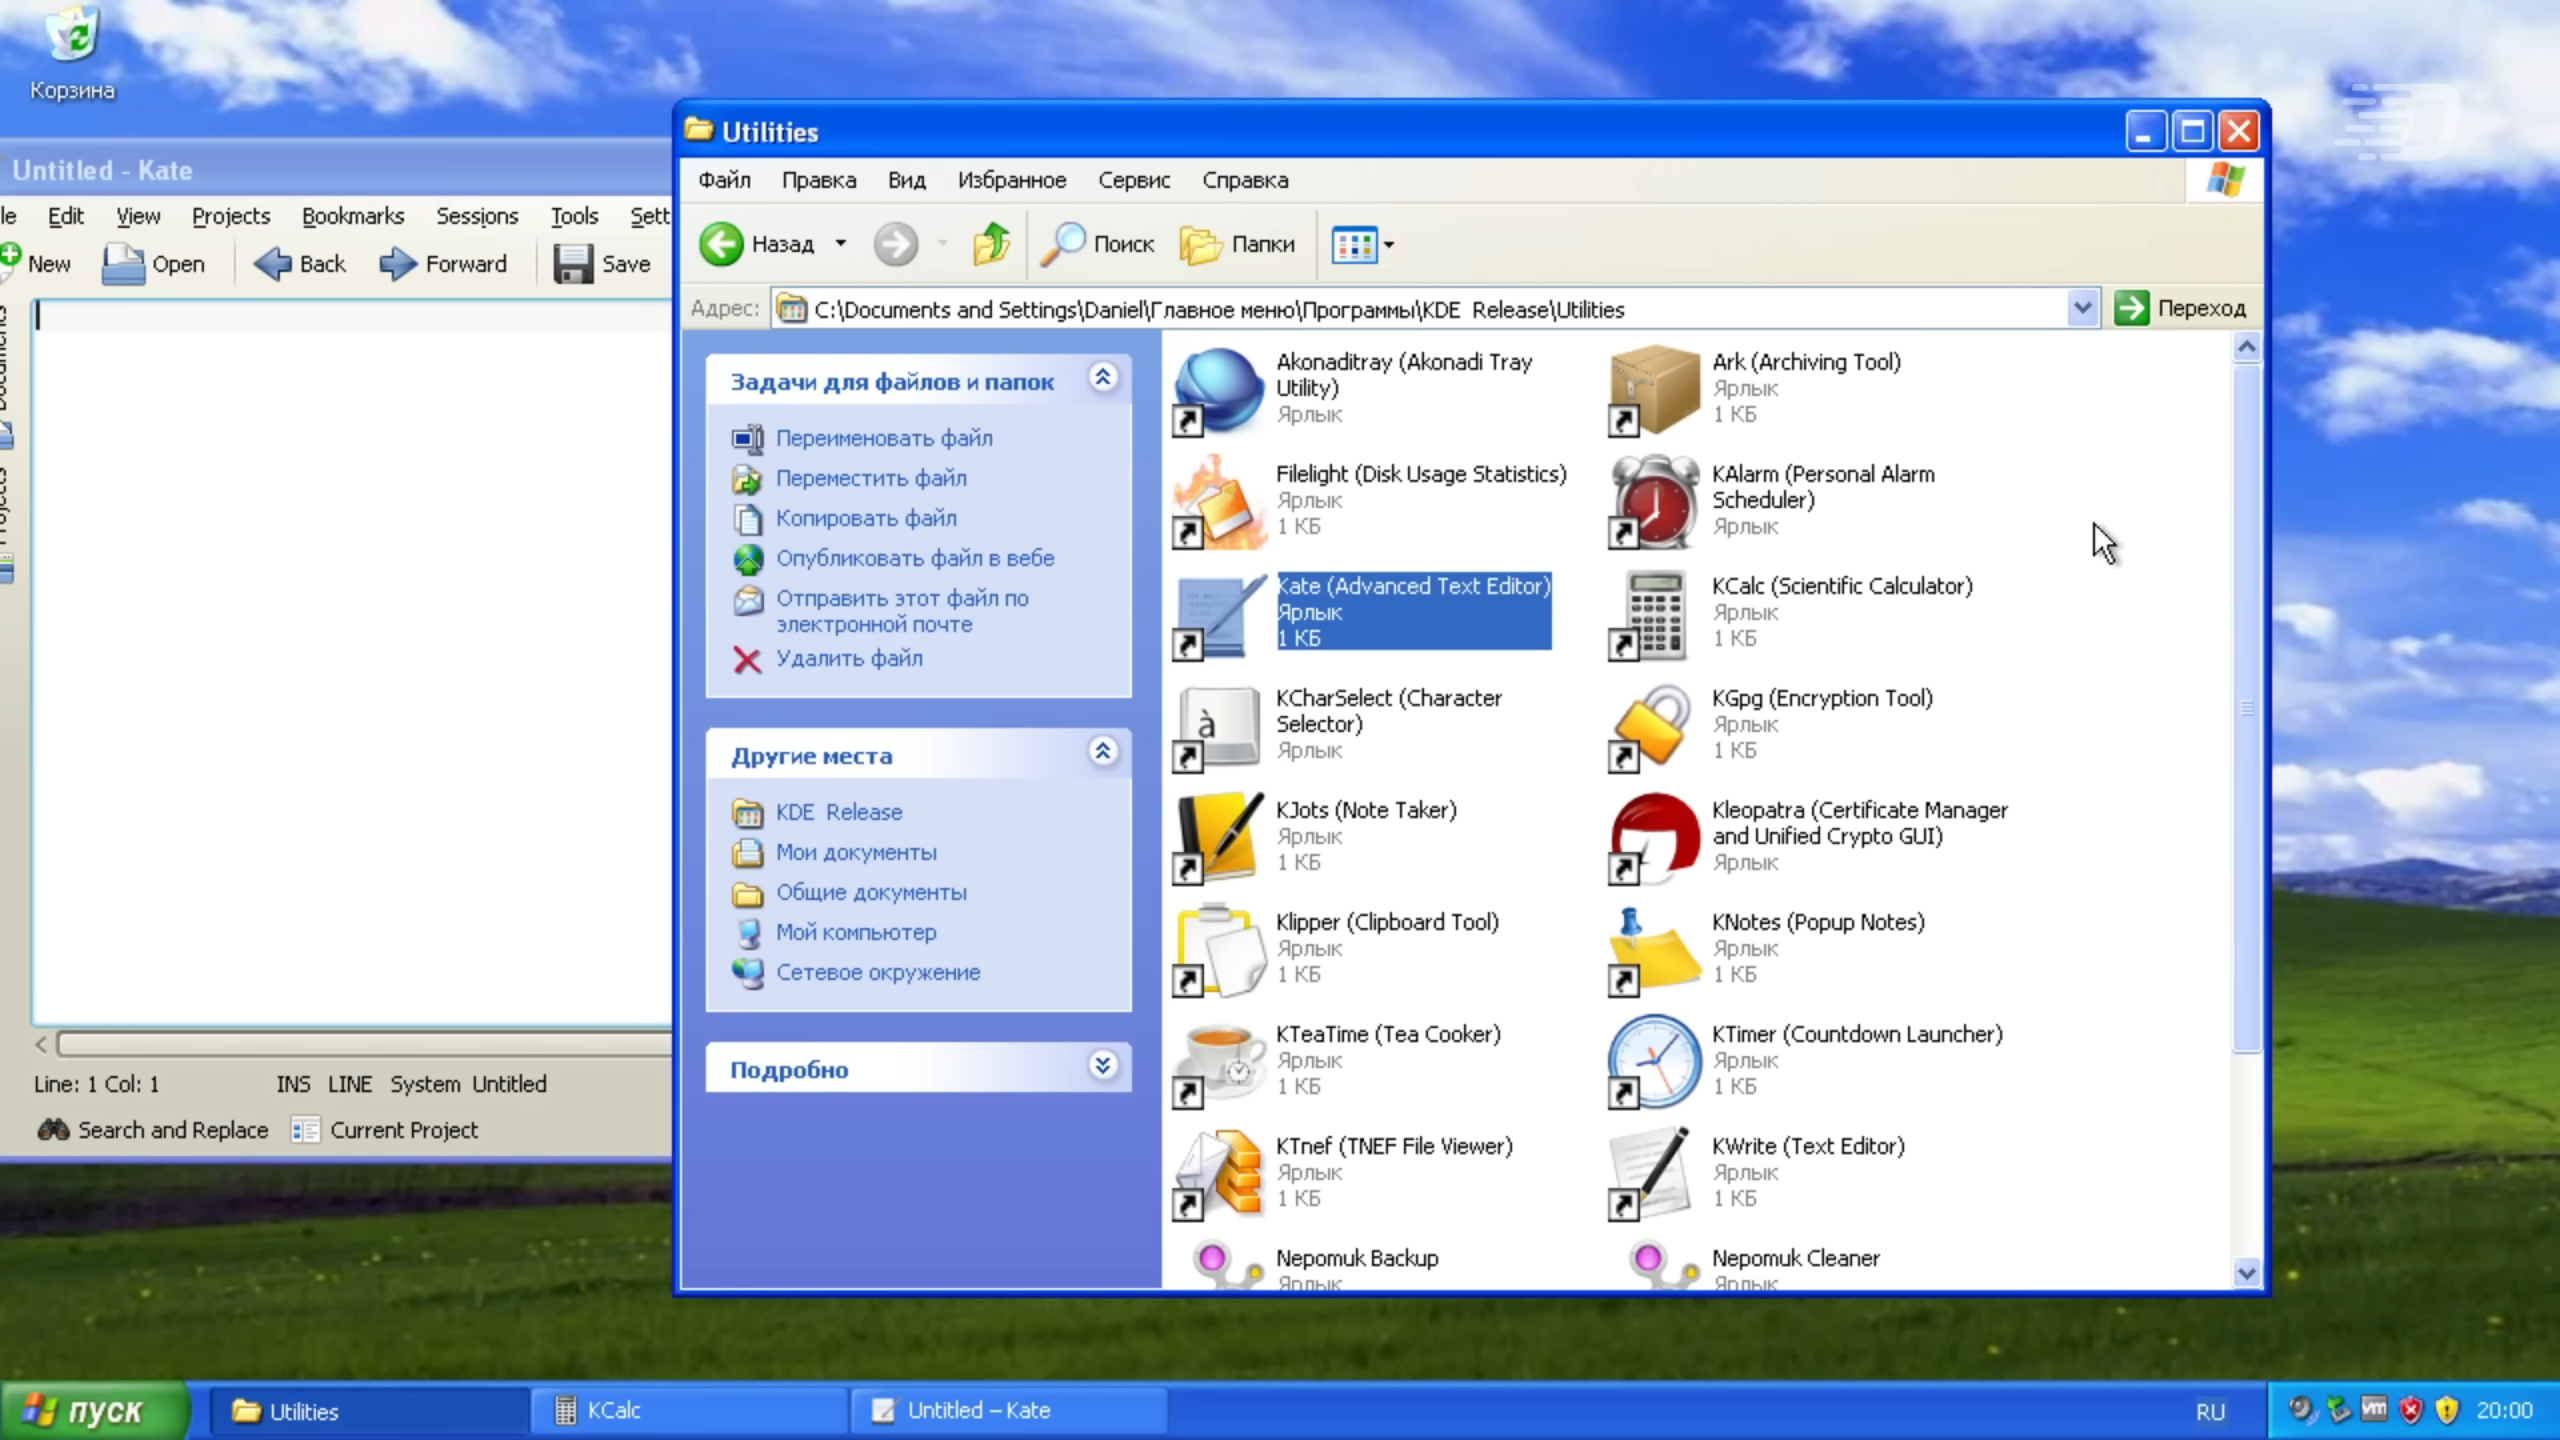 Корзина
Untitled - Kate
le Edit View Projects Bookmarks Sessions Tools Sett
New Open Back Forward Save
Documents
Projects
Line: 1 Col: 1 INS LINE System Untitled
Search and Replace Current Project
Utilities
Файл Правка Вид Избранное Сервис Справка
Назад Поиск Папки
Адрес: C:\Documents and Settings\Daniel\Главное меню\Программы\KDE Release\Utilities Переход
Задачи для файлов и папок
Переименовать файл
Переместить файл
Копировать файл
Опубликовать файл в вебе
Отправить этот файл по
электронной почте
Удалить файл
Другие места
KDE Release
Мои документы
Общие документы
Мой компьютер
Сетевое окружение
Подробно
Akonaditray (Akonadi Tray
Utility)
Ярлык
Ark (Archiving Tool)
Ярлык
1 КБ
Filelight (Disk Usage Statistics)
Ярлык
1 КБ
KAlarm (Personal Alarm
Scheduler)
Ярлык
Kate (Advanced Text Editor)
Ярлык
1 КБ
KCalc (Scientific Calculator)
Ярлык
1 КБ
KCharSelect (Character
Selector)
Ярлык
KGpg (Encryption Tool)
Ярлык
1 КБ
KJots (Note Taker)
Ярлык
1 КБ
Kleopatra (Certificate Manager
and Unified Crypto GUI)
Ярлык
Klipper (Clipboard Tool)
Ярлык
1 КБ
KNotes (Popup Notes)
Ярлык
1 КБ
KTeaTime (Tea Cooker)
Ярлык
1 КБ
KTimer (Countdown Launcher)
Ярлык
1 КБ
KTnef (TNEF File Viewer)
Ярлык
1 КБ
KWrite (Text Editor)
Ярлык
1 КБ
Nepomuk Backup
Ярлык
Nepomuk Cleaner
Ярлык
пуск Utilities KCalc Untitled – Kate RU vm 20:00